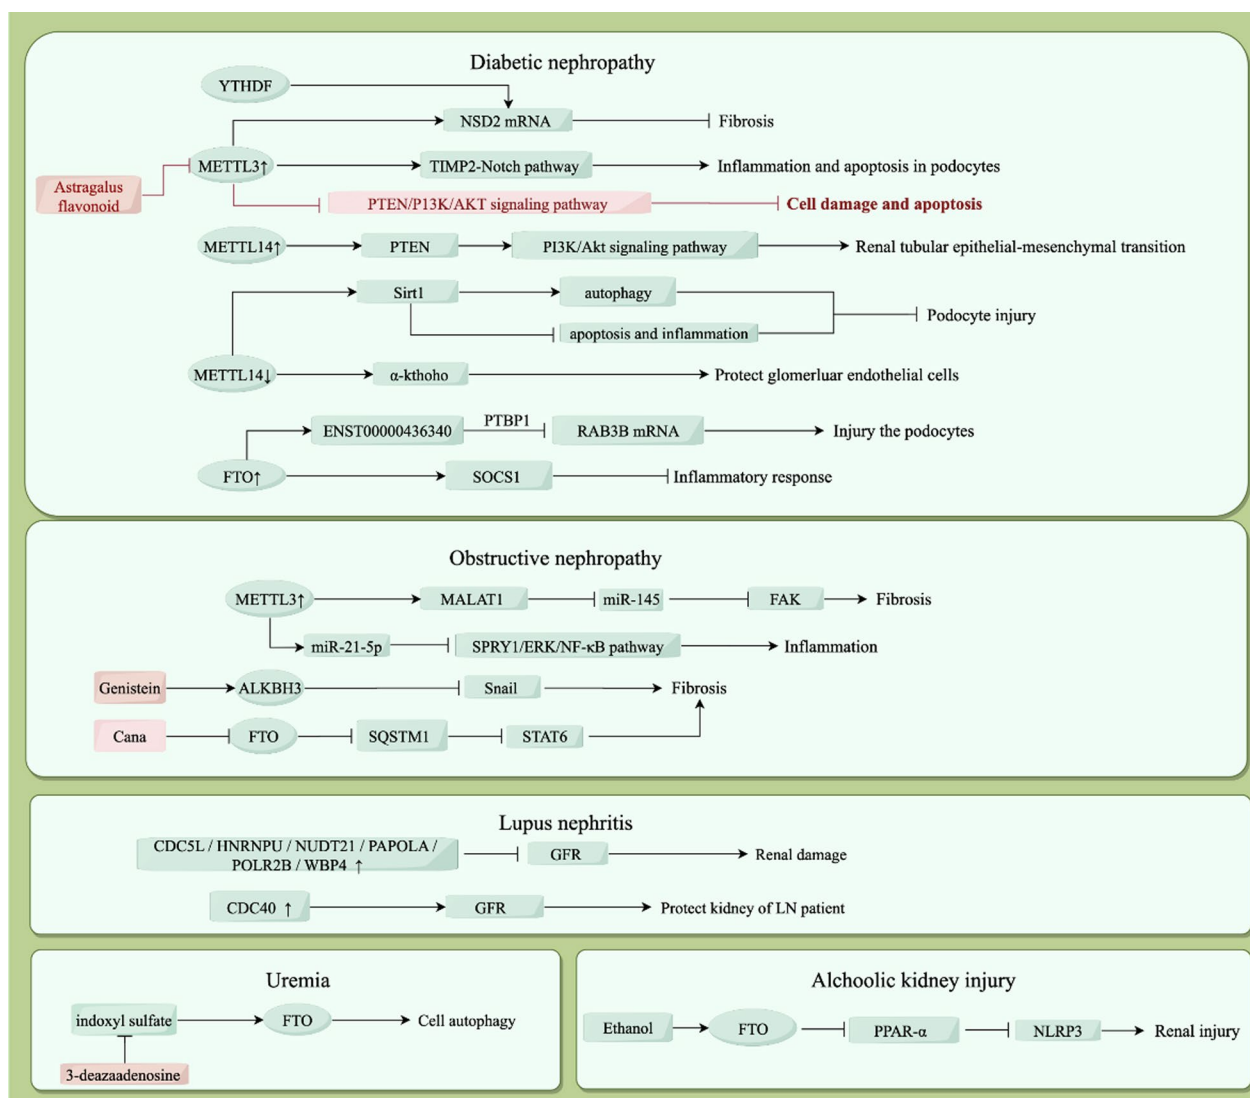 Diabetic nephropathy
YTHDF
NSD2 mRNA
Fibrosis
METTL3↑
TIMP2-Notch pathway
Inflammation and apoptosis in podocytes
Astragalus
flavonoid
PTEN/P13K/AKT signaling pathway
Cell damage and apoptosis
METTL14↑
PTEN
PI3K/Akt signaling pathway
Renal tubular epithelial-mesenchymal transition
Sirt1
autophagy
Podocyte injury
apoptosis and inflammation
METTL14↓
α-kthoho
Protect glomerluar endothelial cells
ENST00000436340
PTBP1
RAB3B mRNA
Injury the podocytes
FTO↑
SOCS1
Inflammatory response
Obstructive nephropathy
METTL3↑
MALAT1
miR-145
FAK
Fibrosis
miR-21-5p
SPRY1/ERK/NF-κB pathway
Inflammation
Genistein
ALKBH3
Snail
Fibrosis
Cana
FTO
SQSTM1
STAT6
Lupus nephritis
CDC5L / HNRNPU / NUDT21 / PAPOLA /
POLR2B / WBP4 ↑
GFR
Renal damage
CDC40 ↑
GFR
Protect kidney of LN patient
Uremia
indoxyl sulfate
FTO
Cell autophagy
3-deazaadenosine
Alchoolic kidney injury
Ethanol
FTO
PPAR-α
NLRP3
Renal injury